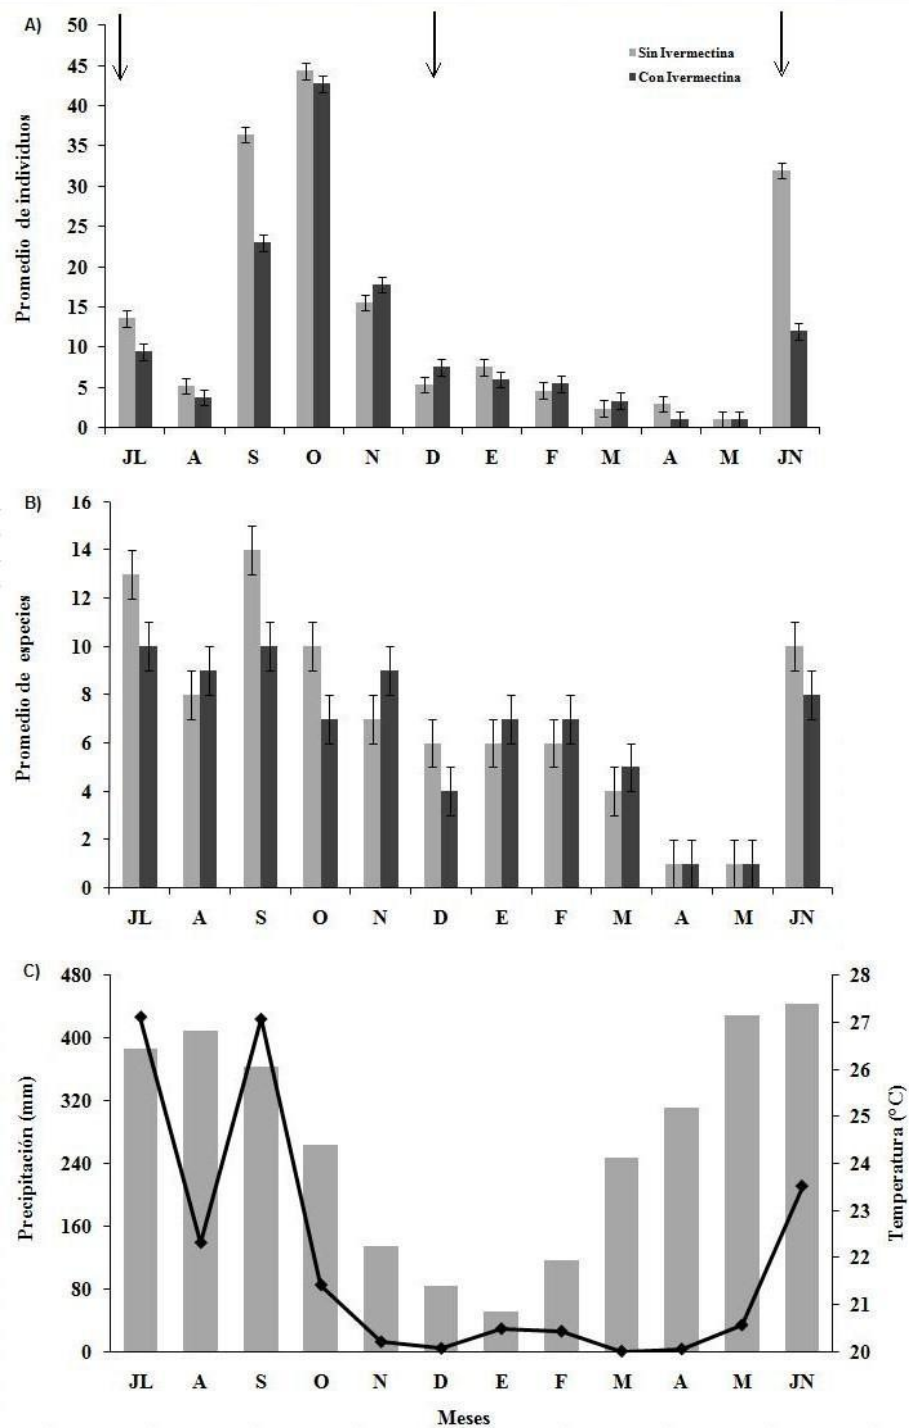 A)
50
45
40
35
30
25
20
15
10
5
0
Promedio de individuos
Sin Ivermectina
Con Ivermectina
JL A S O N D E F M A M JN
B)
16
14
12
10
8
6
4
2
0
Promedio de especies
JL A S O N D E F M A M JN
C)
480
400
320
240
160
80
0
Precipitación (mm)
28
27
26
25
24
23
22
21
20
Temperatura (°C)
JL A S O N D E F M A M JN
Meses